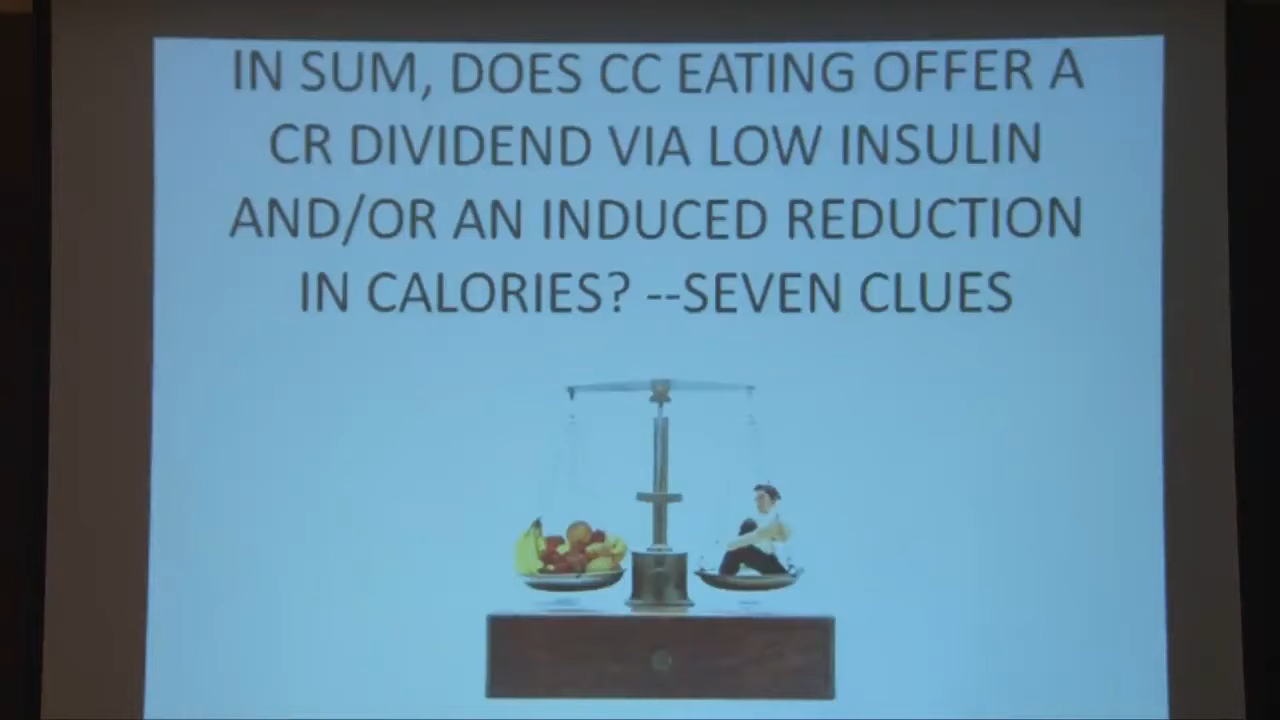 IN SUM, DOES CC EATING OFFER A
CR DIVIDEND VIA LOW INSULIN
AND/OR AN INDUCED REDUCTION
IN CALORIES? --SEVEN CLUES